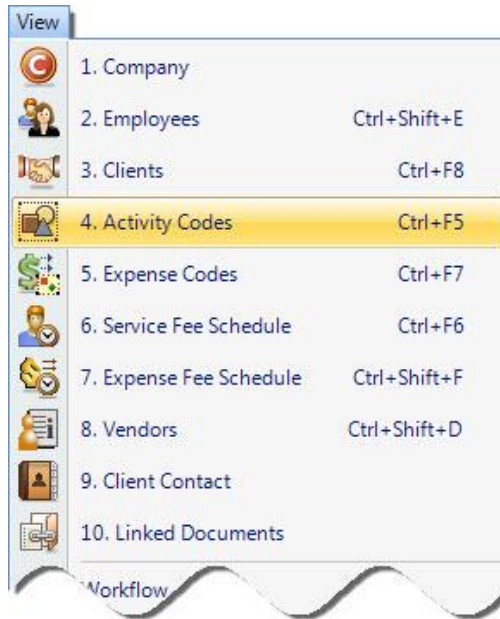 View
1. Company
2. Employees Ctrl+Shift+E
3. Clients Ctrl+F8
4. Activity Codes Ctrl+F5
5. Expense Codes Ctrl+F7
6. Service Fee Schedule Ctrl+F6
7. Expense Fee Schedule Ctrl+Shift+F
8. Vendors Ctrl+Shift+D
9. Client Contact
10. Linked Documents
Workflow